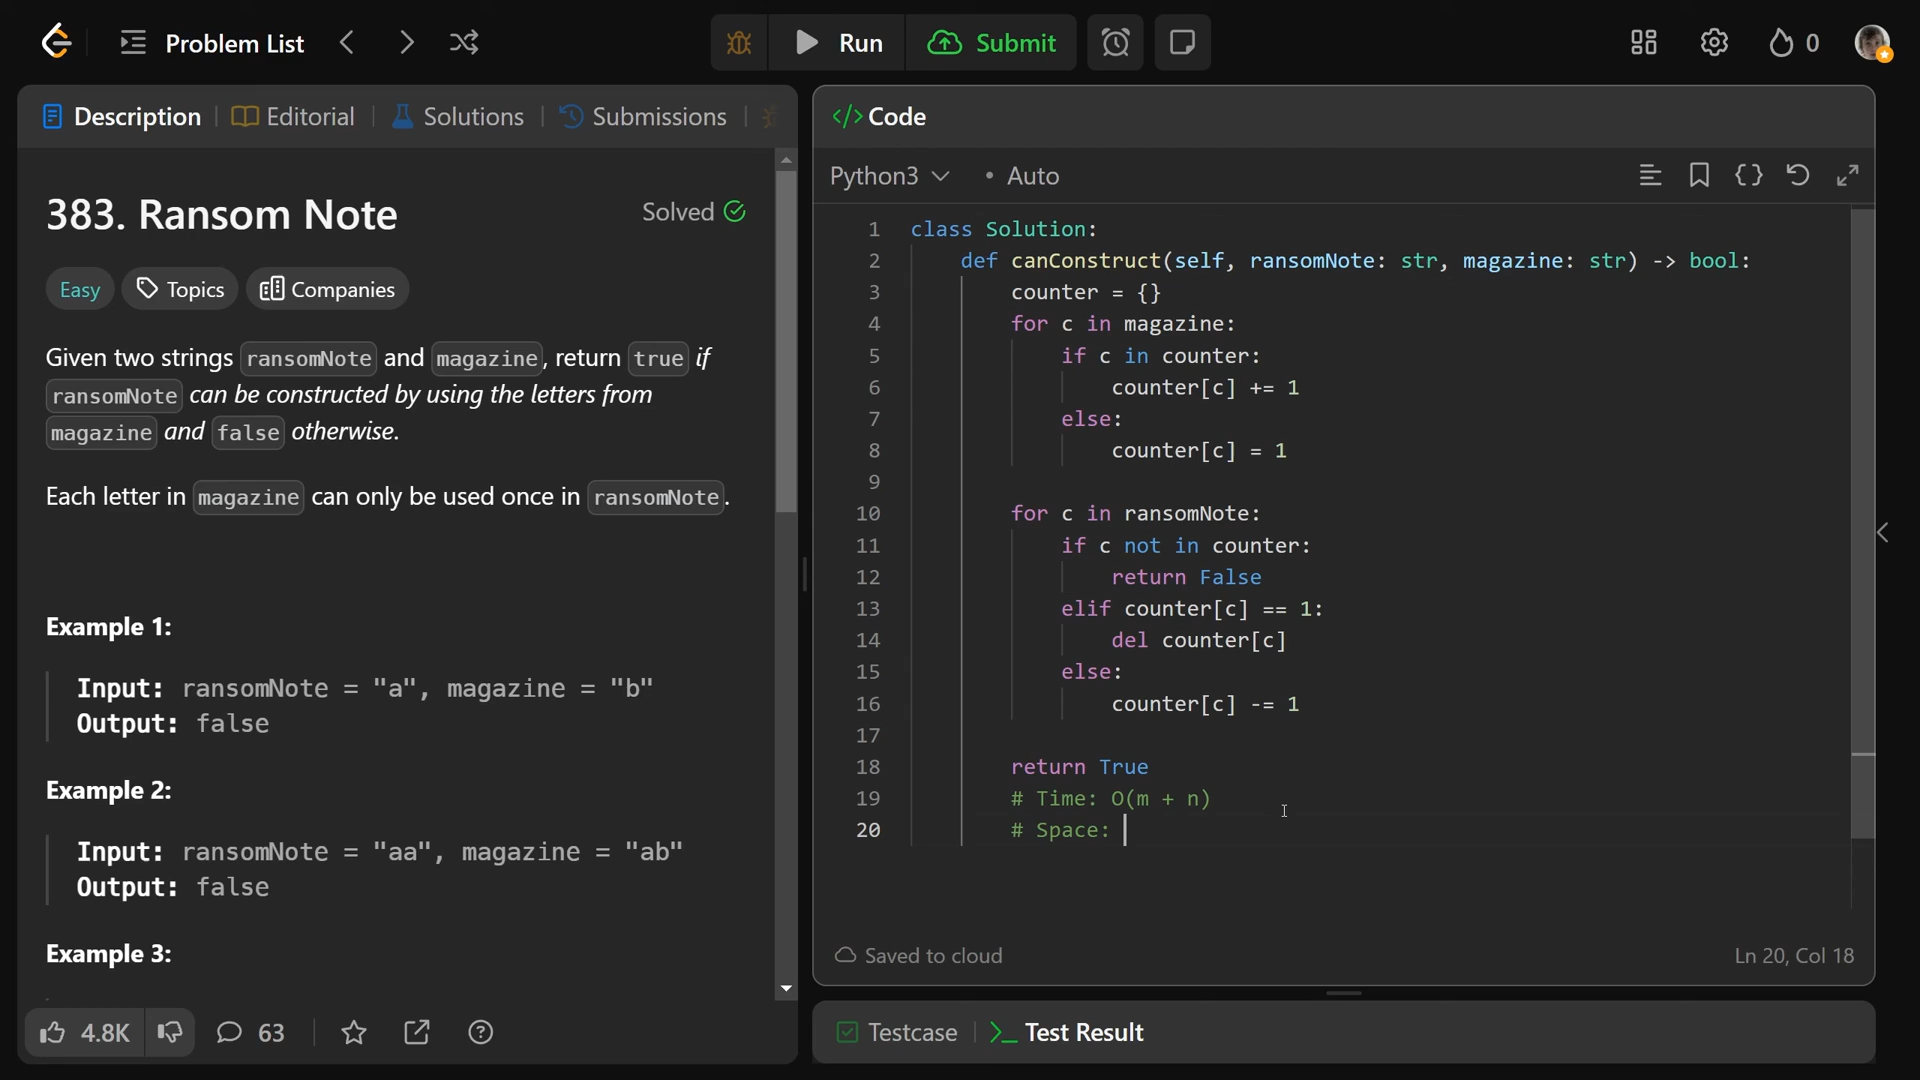 Problem List
Run
Submit
0
Description
Editorial
Solutions
Submissions
383. Ransom Note
Solved
Easy
Topics
Companies
Given two strings ransomNote and magazine, return true if
ransomNote can be constructed by using the letters from
magazine and false otherwise.
Each letter in magazine can only be used once in ransomNote.
Example 1:
Input: ransomNote = "a", magazine = "b"
Output: false
Example 2:
Input: ransomNote = "aa", magazine = "ab"
Output: false
Example 3:
4.8K
63
</> Code
Python3
• Auto
1 class Solution:
2 def canConstruct(self, ransomNote: str, magazine: str) -> bool:
3 counter = {}
4 for c in magazine:
5 if c in counter:
6 counter[c] += 1
7 else:
8 counter[c] = 1
9
10 for c in ransomNote:
11 if c not in counter:
12 return False
13 elif counter[c] == 1:
14 del counter[c]
15 else:
16 counter[c] -= 1
17
18 return True
19 # Time: O(m + n)
20 # Space:
Saved to cloud
Ln 20, Col 18
Testcase
Test Result